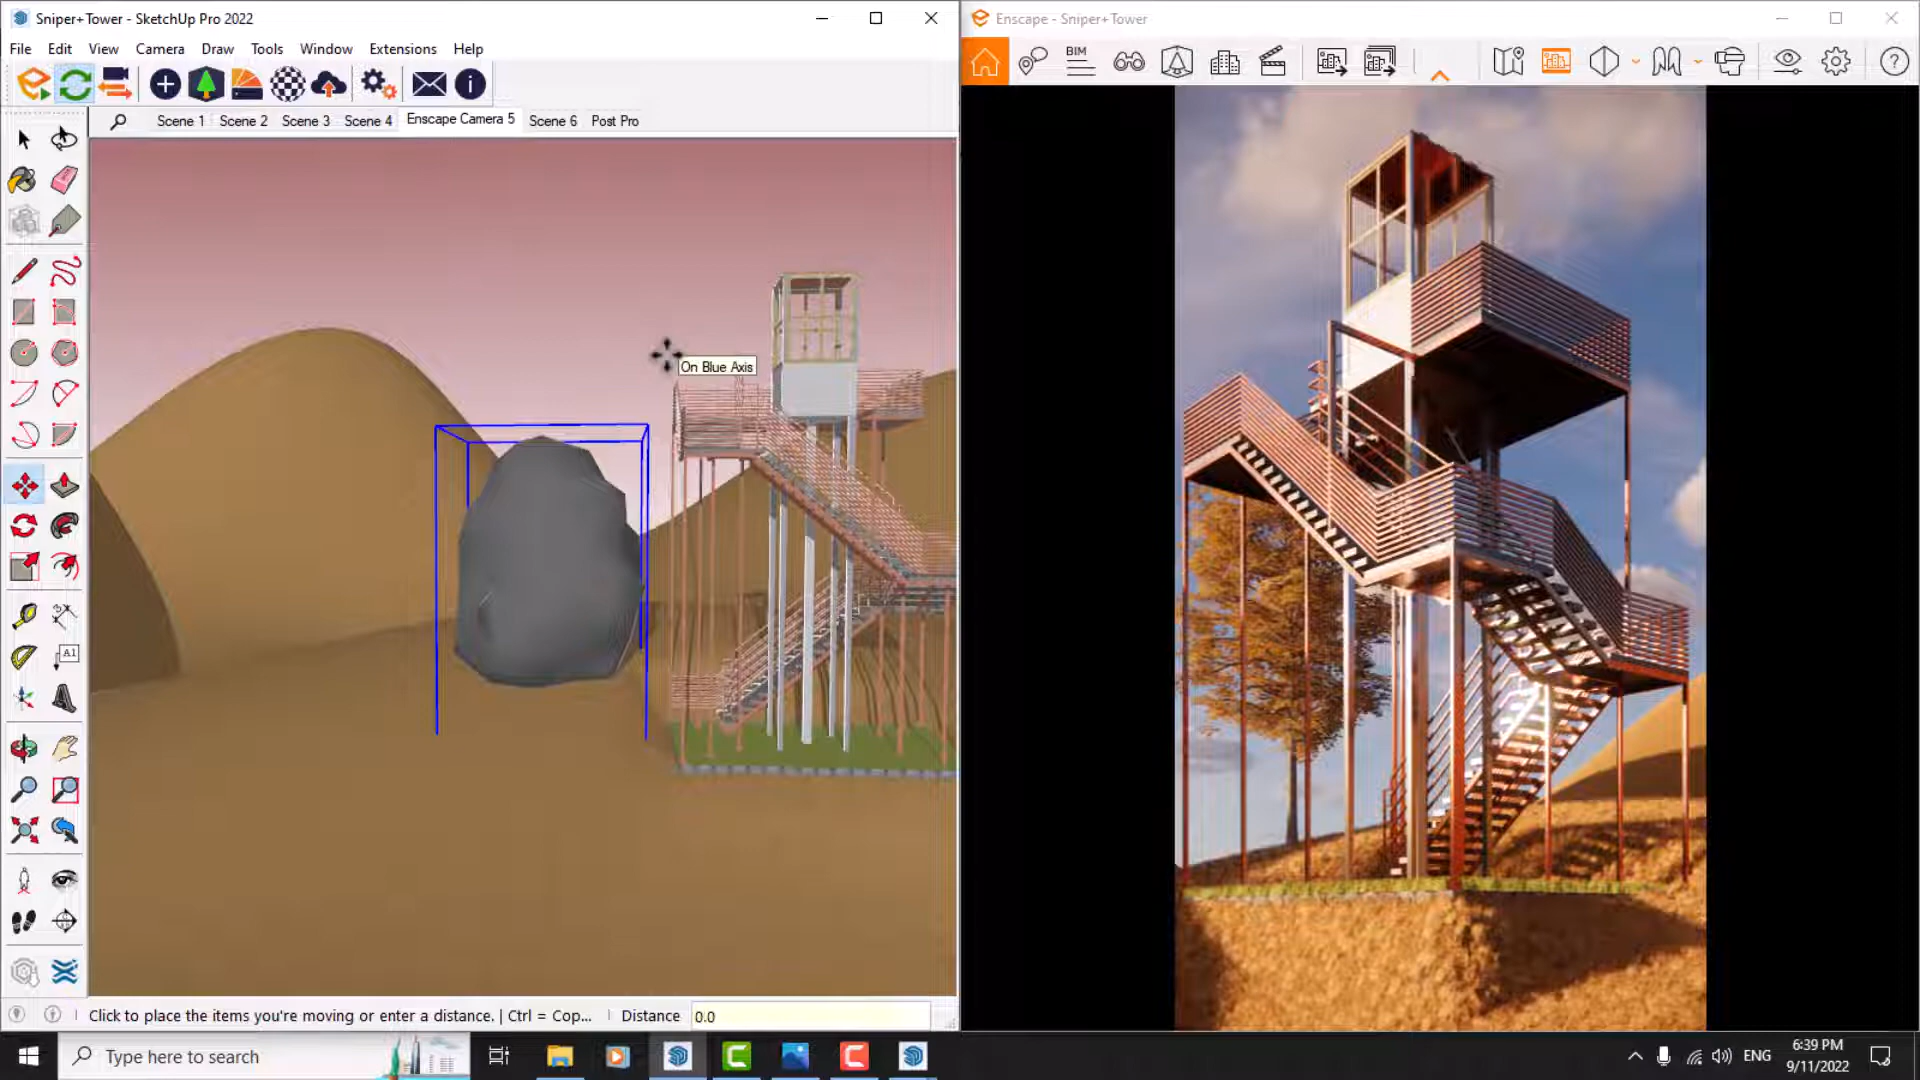 Sniper+Tower - SketchUp Pro 2022
File Edit View Camera Draw Tools Window Extensions Help
Scene 1 Scene 2 Scene 3 Scene 4 Enscape Camera 5 Scene 6 Post Pro
On Blue Axis
A1
Click to place the items you're moving or enter a distance. | Ctrl = Cop... Distance 0.0
Enscape - Sniper+Tower
BIM
Type here to search
ENG
6:39 PM
9/11/2022